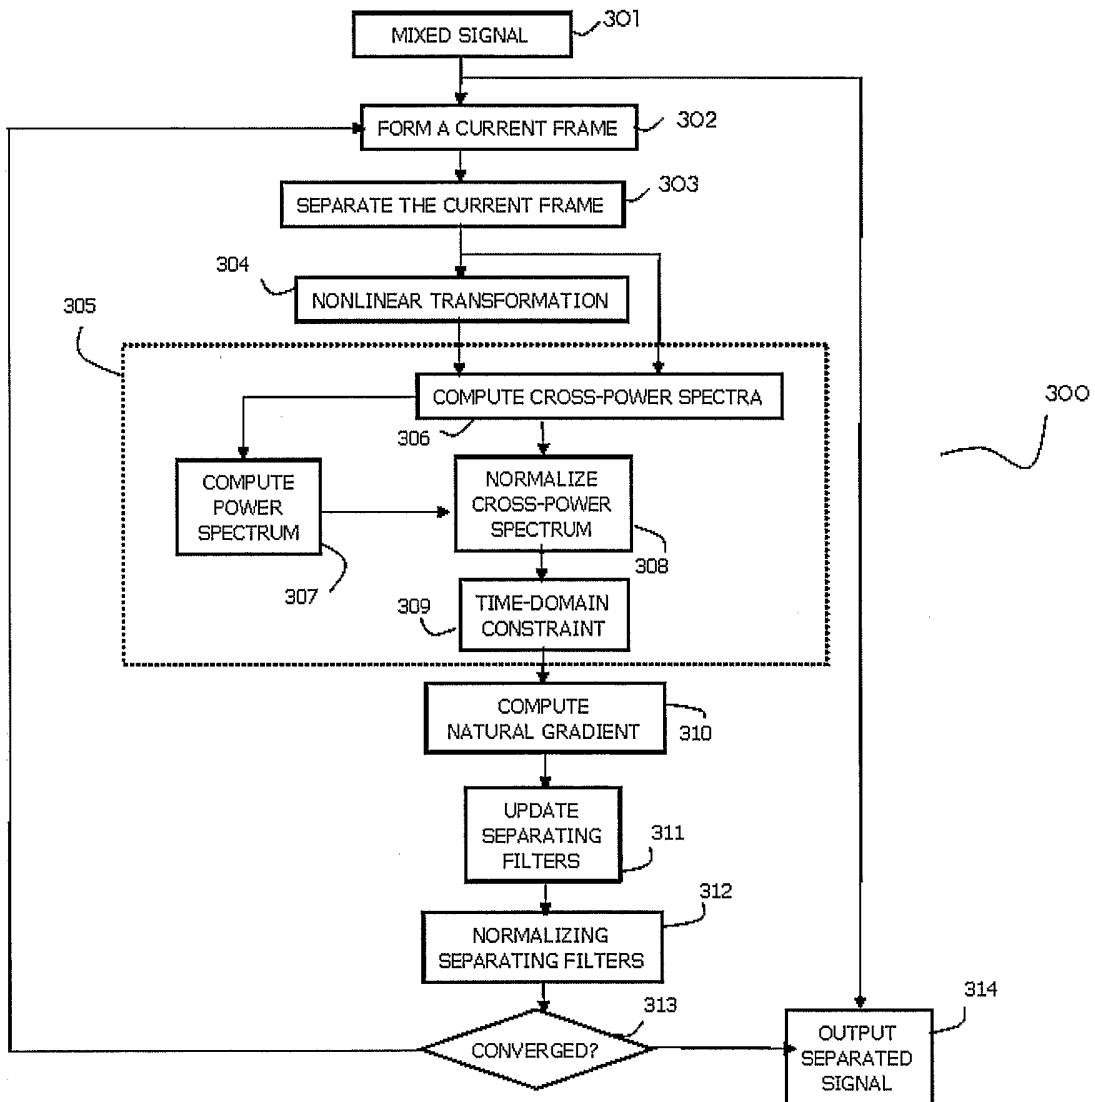 MIXED SIGNAL
301
FORM A CURRENT FRAME
302
SEPARATE THE CURRENT FRAME
303
304
NONLINEAR TRANSFORMATION
305
COMPUTE CROSS-POWER SPECTRA
306
300
COMPUTE
POWER
SPECTRUM
307
NORMALIZE
CROSS-POWER
SPECTRUM
308
309
TIME-DOMAIN
CONSTRAINT
COMPUTE
NATURAL GRADIENT
310
UPDATE
SEPARATING
FILTERS
311
312
NORMALIZING
SEPARATING FILTERS
313
CONVERGED?
314
OUTPUT
SEPARATED
SIGNAL